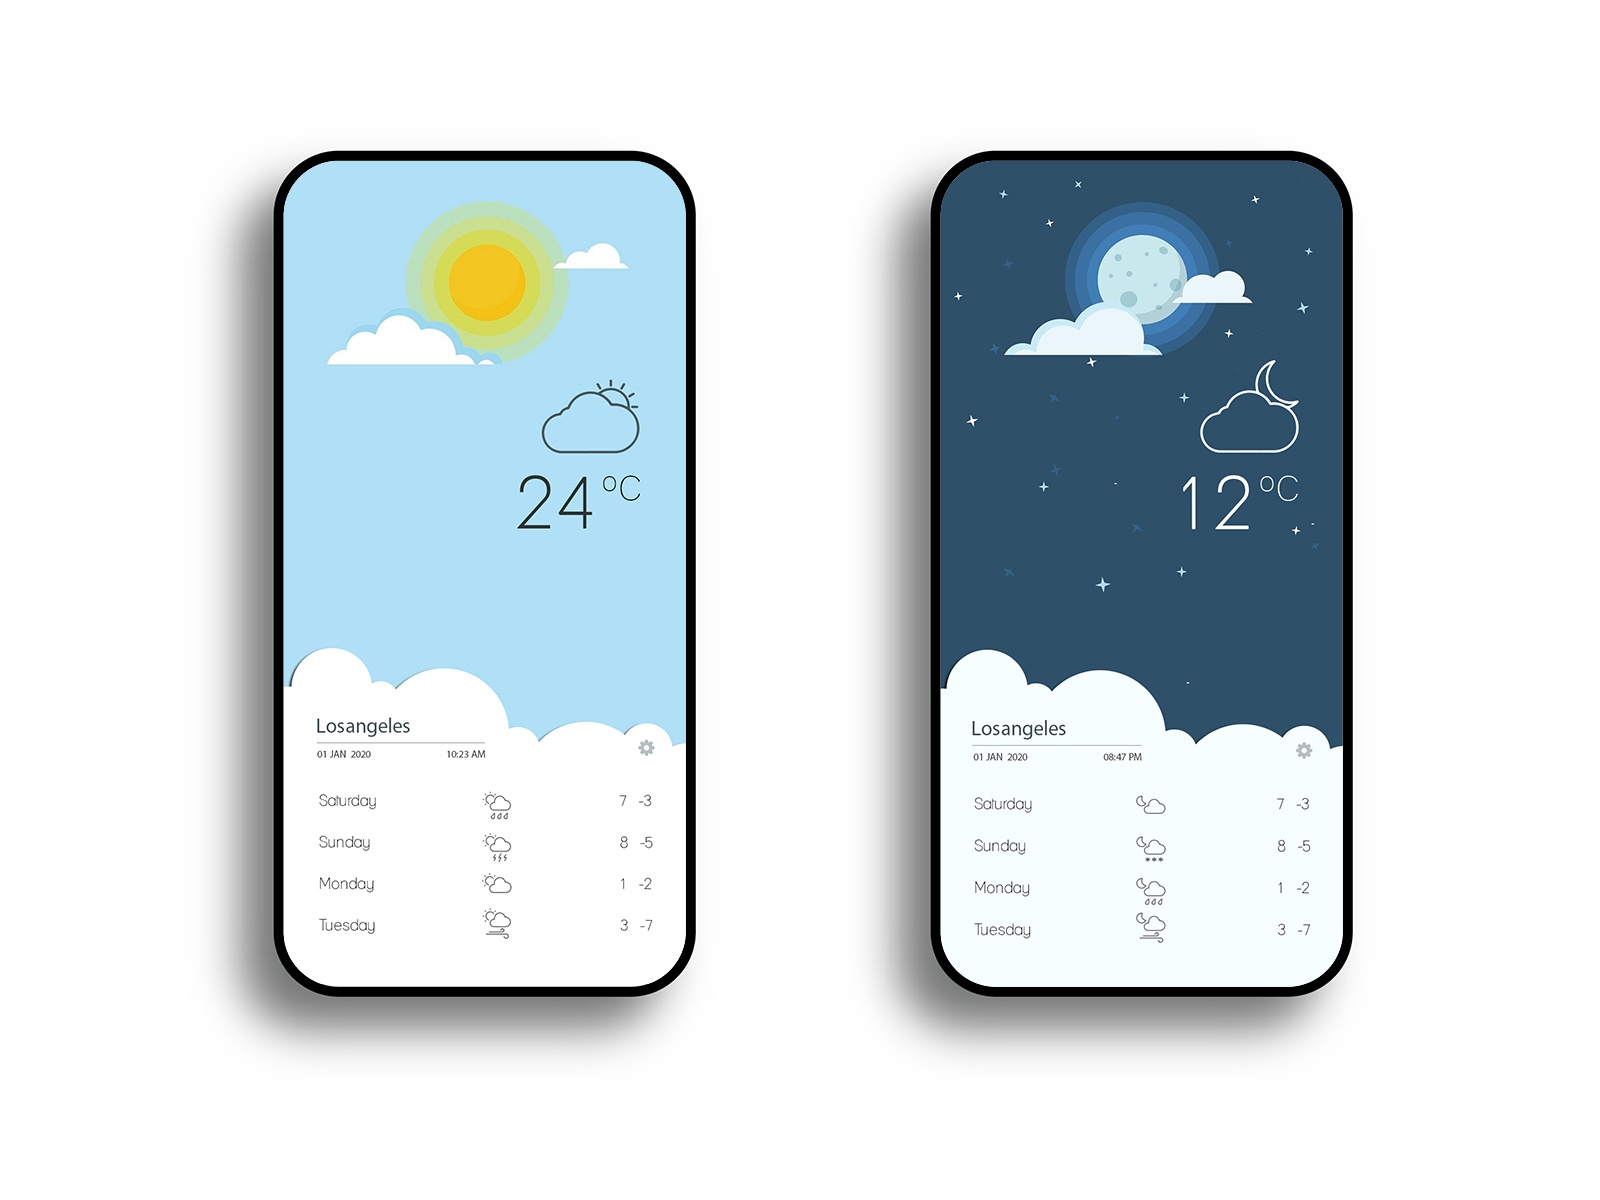 24 °C
Losangeles
01 JAN 2020 10:23 AM
Saturday 7 -3
Sunday 8 -5
Monday 1 -2
Tuesday 3 -7
12 °C
Losangeles
01 JAN 2020 08:47 PM
Saturday 7 -3
Sunday 8 -5
Monday 1 -2
Tuesday 3 -7